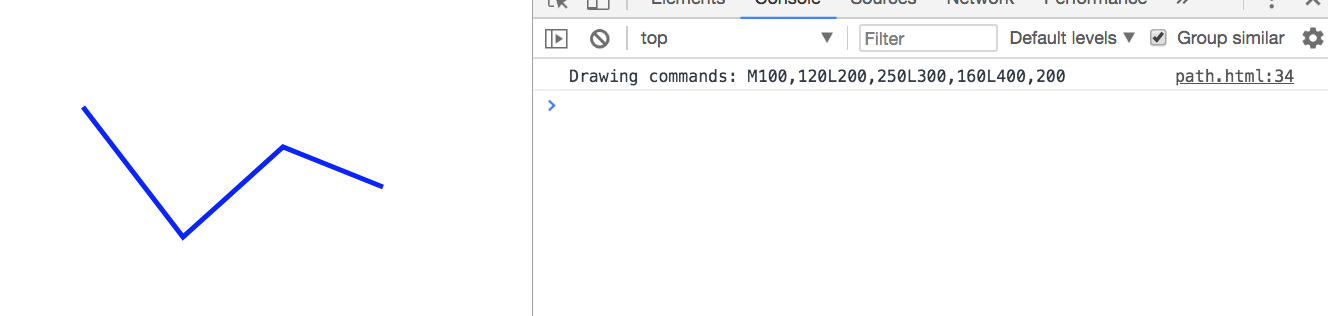 Elements Console Sources Network Performance »
top Filter Default levels Group similar
Drawing commands: M100,120L200,250L300,160L400,200 path.html:34